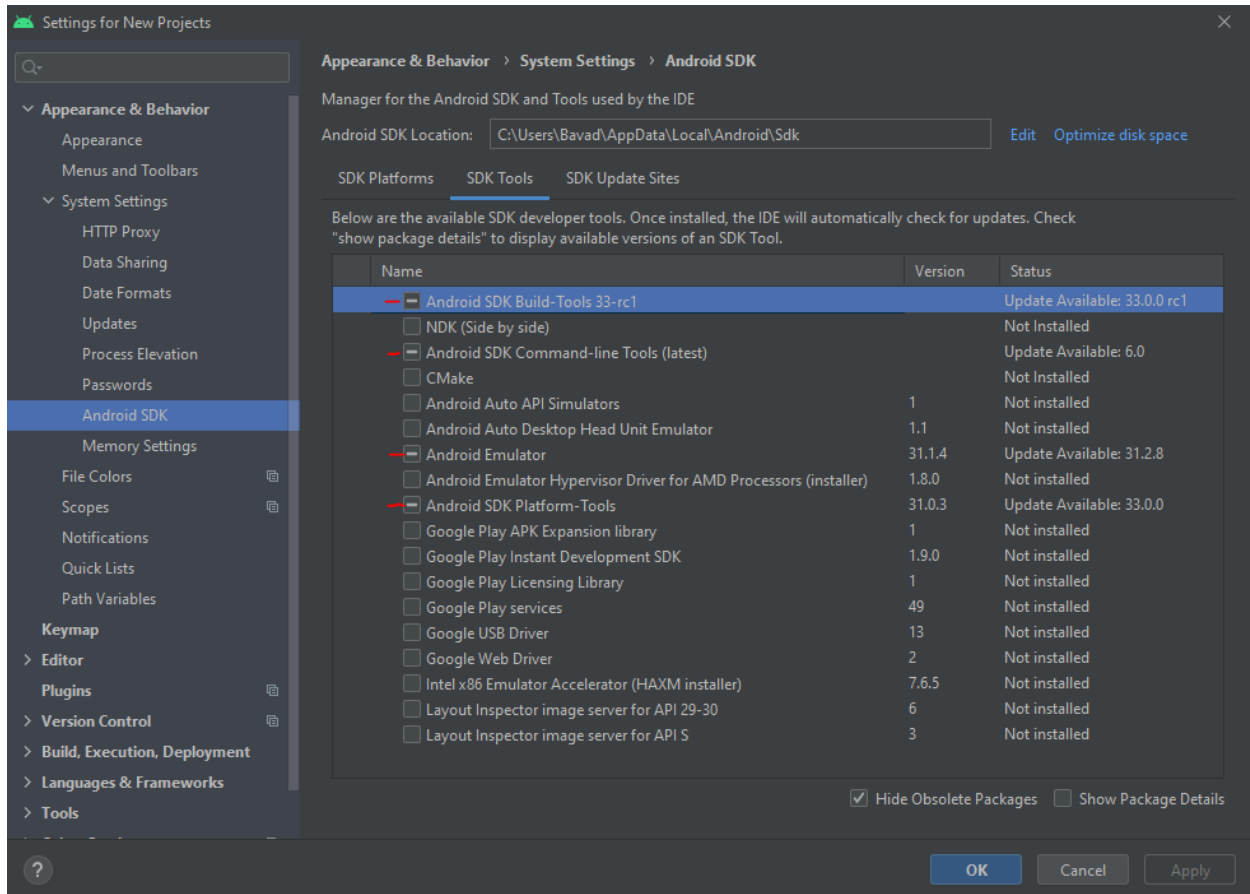 Settings for New Projects
Appearance & Behavior
Appearance
Menus and Toolbars
System Settings
HTTP Proxy
Data Sharing
Date Formats
Updates
Process Elevation
Passwords
Android SDK
Memory Settings
File Colors
Scopes
Notifications
Quick Lists
Path Variables
Keymap
Editor
Plugins
Version Control
Build, Execution, Deployment
Languages & Frameworks
Tools
Appearance & Behavior > System Settings > Android SDK
Manager for the Android SDK and Tools used by the IDE
Android SDK Location: C:\Users\Bavad\AppData\Local\Android\Sdk Edit Optimize disk space
SDK Platforms SDK Tools SDK Update Sites
Below are the available SDK developer tools. Once installed, the IDE will automatically check for updates. Check
"show package details" to display available versions of an SDK Tool.
Name Version Status
Android SDK Build-Tools 33-rc1 Update Available: 33.0.0 rc1
NDK (Side by side) Not Installed
Android SDK Command-line Tools (latest) Update Available: 6.0
CMake Not Installed
Android Auto API Simulators 1 Not installed
Android Auto Desktop Head Unit Emulator 1.1 Not installed
Android Emulator 31.1.4 Update Available: 31.2.8
Android Emulator Hypervisor Driver for AMD Processors (installer) 1.8.0 Not installed
Android SDK Platform-Tools 31.0.3 Update Available: 33.0.0
Google Play APK Expansion library 1 Not installed
Google Play Instant Development SDK 1.9.0 Not installed
Google Play Licensing Library 1 Not installed
Google Play services 49 Not installed
Google USB Driver 13 Not installed
Google Web Driver 2 Not installed
Intel x86 Emulator Accelerator (HAXM installer) 7.6.5 Not installed
Layout Inspector image server for API 29-30 6 Not installed
Layout Inspector image server for API S 3 Not installed
Hide Obsolete Packages Show Package Details
? OK Cancel Apply